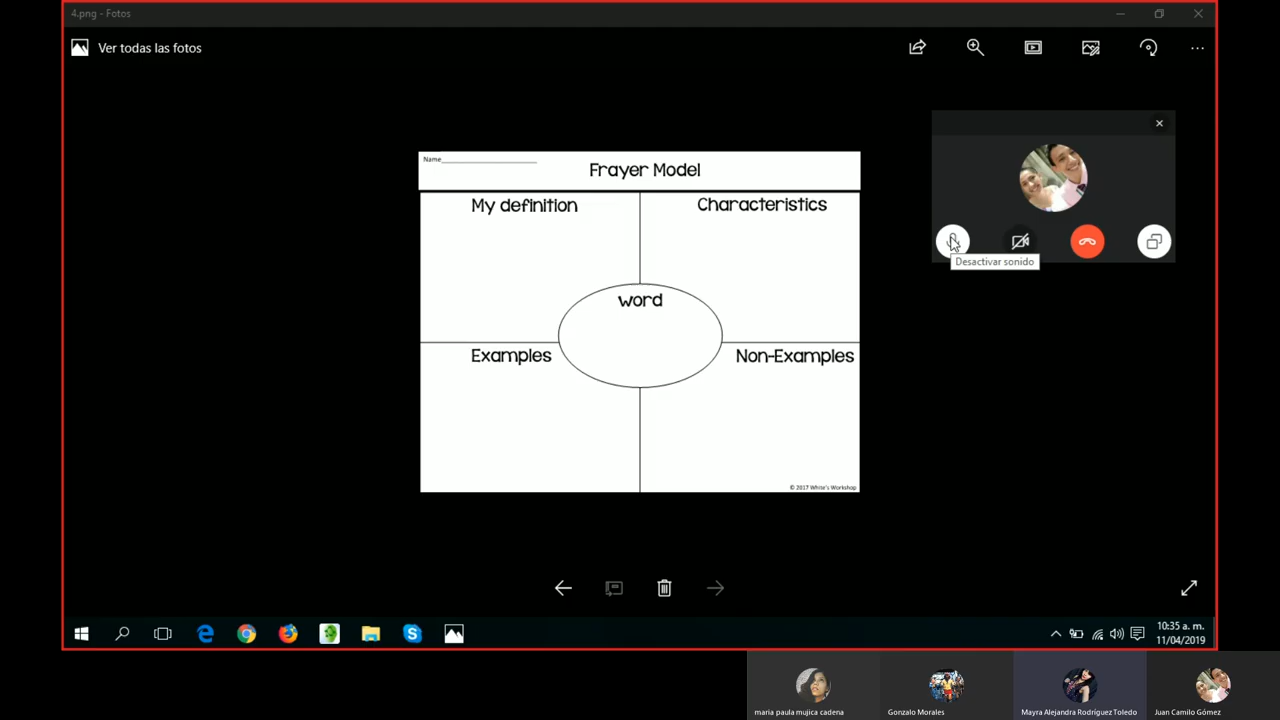 4.png - Fotos
Ver todas las fotos
Name
Frayer Model
My definition
Characteristics
word
Examples
Non-Examples
© 2017 White's Workshop
Desactivar sonido
10:35 a. m.
11/04/2019
maria paula mujica cadena
Gonzalo Morales
Mayra Alejandra Rodríguez Toledo
Juan Camilo Gómez